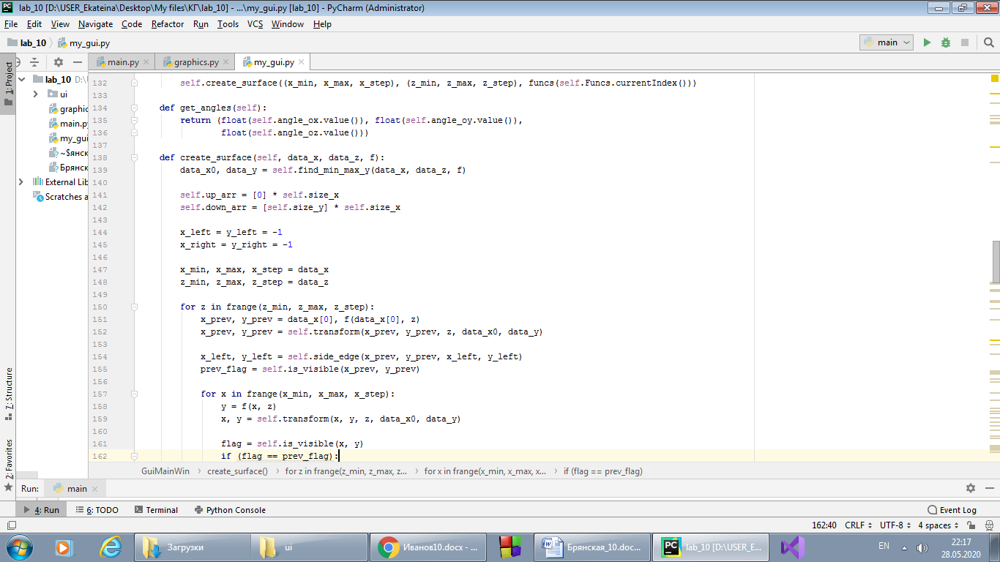 lab_10 [D:\USER_Ekateina\Desktop\My files\КГ\lab_10] - ...\my_gui.py [lab_10] - PyCharm (Administrator)
File Edit View Navigate Code Refactor Run Tools VCS Window Help
lab_10 my_gui.py main
1: Project
main.py graphics.py my_gui.py
lab_10 D:\
ui
graphic
main.py
my_gui
~$янск
Брянск
External Lib
Scratches a
132 self.create_surface((x_min, x_max, x_step), (z_min, z_max, z_step), funcs(self.Funcs.currentIndex()))
133
134 def get_angles(self):
135 return (float(self.angle_ox.value()), float(self.angle_oy.value()),
136 float(self.angle_oz.value()))
137
138 def create_surface(self, data_x, data_z, f):
139 data_x0, data_y = self.find_min_max_y(data_x, data_z, f)
140
141 self.up_arr = [0] * self.size_x
142 self.down_arr = [self.size_y] * self.size_x
143
144 x_left = y_left = -1
145 x_right = y_right = -1
146
147 x_min, x_max, x_step = data_x
148 z_min, z_max, z_step = data_z
149
150 for z in frange(z_min, z_max, z_step):
151 x_prev, y_prev = data_x[0], f(data_x[0], z)
152 x_prev, y_prev = self.transform(x_prev, y_prev, z, data_x0, data_y)
153
154 x_left, y_left = self.side_edge(x_prev, y_prev, x_left, y_left)
155 prev_flag = self.is_visible(x_prev, y_prev)
156
157 for x in frange(x_min, x_max, x_step):
158 y = f(x, z)
159 x, y = self.transform(x, y, z, data_x0, data_y)
160
161 flag = self.is_visible(x, y)
162 if (flag == prev_flag):
7: Structure
2: Favorites
GuiMainWin create_surface() for z in frange(z_min, z_max, z... for x in frange(x_min, x_max, x... if (flag == prev_flag)
Run: main
4: Run 6: TODO Terminal Python Console Event Log
162:40 CRLF UTF-8 4 spaces
Загрузки ui Иванов10.docx - ... Брянская_10.doc... lab_10 [D:\USER_E... EN 22:17
28.05.2020